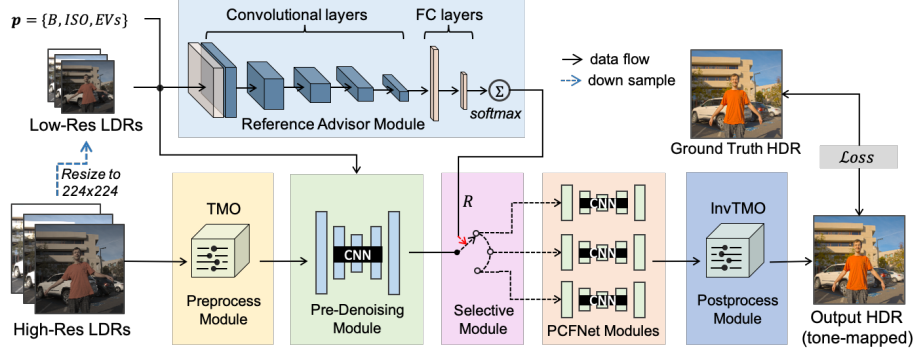 p = {B, ISO, EVs}
Convolutional layers
FC layers
Σ
softmax
Reference Advisor Module
data flow
down sample
Low-Res LDRs
Resize to
224x224
High-Res LDRs
TMO
Preprocess
Module
CNN
Pre-Denoising
Module
R
Selective
Module
CNN
CNN
CNN
PCFNet Modules
InvTMO
Postprocess
Module
Ground Truth HDR
Loss
Output HDR
(tone-mapped)